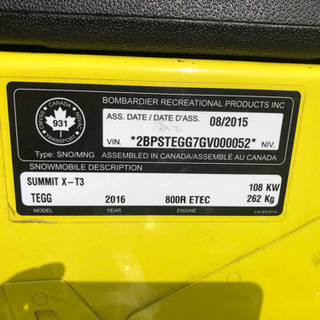 BOMBARDIER RECREATIONAL PRODUCTS INC
CANADA
931
TRANSPORT
ASS. DATE / DATE D'ASS. 08/2015
VIN. *2BPSTEGG7GV000052* NIV.
Type: SNO/MNG ASSEMBLED IN CANADA/ASSEMBLÉ AU CANADA
SNOWMOBILE DESCRIPTION
SUMMIT X-T3 108 KW
TEGG 2016 800R ETEC 262 Kg
MODEL YEAR ENGINE